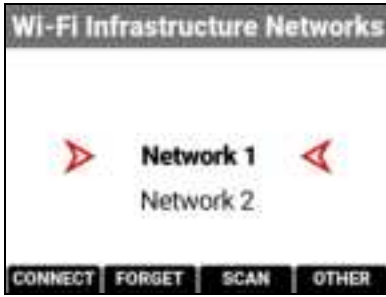 Wi-Fi Infrastructure Networks
Network 1
Network 2
CONNECT FORGET SCAN OTHER